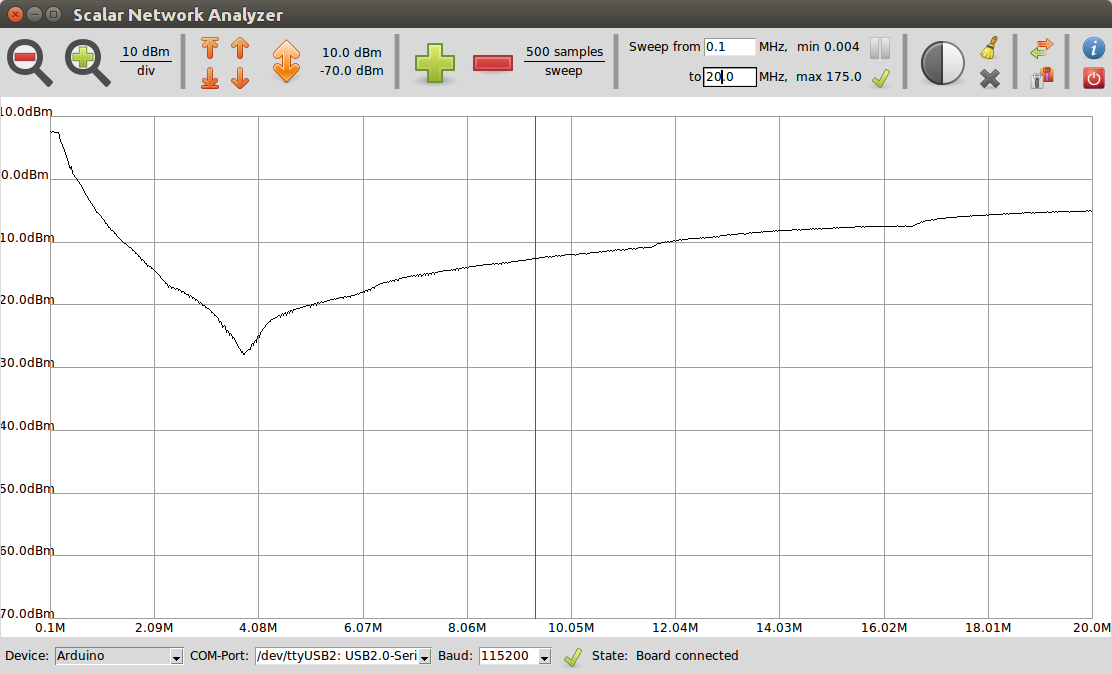 Scalar Network Analyzer
10 dBm
div
10.0 dBm
-70.0 dBm
500 samples
sweep
Sweep from 0.1 MHz, min 0.004
to 20.0 MHz, max 175.0
10.0dBm
0.0dBm
10.0dBm
20.0dBm
30.0dBm
40.0dBm
50.0dBm
60.0dBm
70.0dBm
0.1M 2.09M 4.08M 6.07M 8.06M 10.05M 12.04M 14.03M 16.02M 18.01M 20.0M
Device: Arduino COM-Port: /dev/ttyUSB2: USB2.0-Seri Baud: 115200 State: Board connected